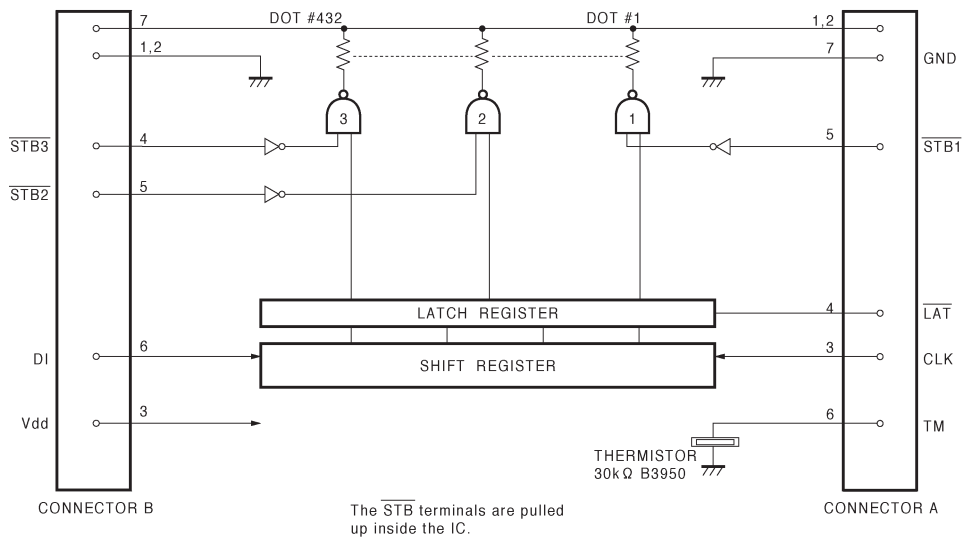 7 DOT #432 DOT #1 1,2
1,2 7 GND
3 2 1
STB3 4 5 STB1
STB2 5
LATCH REGISTER 4 LAT
DI 6 SHIFT REGISTER 3 CLK
Vdd 3 6 TM
THERMISTOR
30kΩ B3950
CONNECTOR B CONNECTOR A
The STB terminals are pulled
up inside the IC.